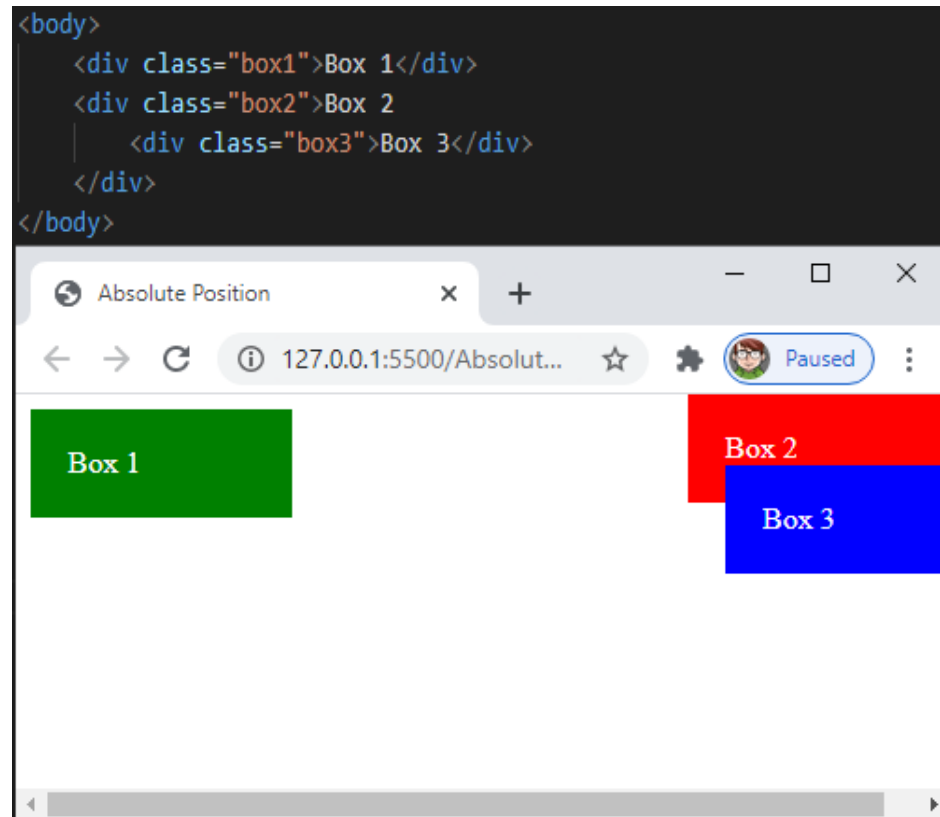 <body>
<div class="box1">Box 1</div>
<div class="box2">Box 2
<div class="box3">Box 3</div>
</div>
</body>
Absolute Position
127.0.0.1:5500/Absolut...
Paused
Box 1
Box 2
Box 3